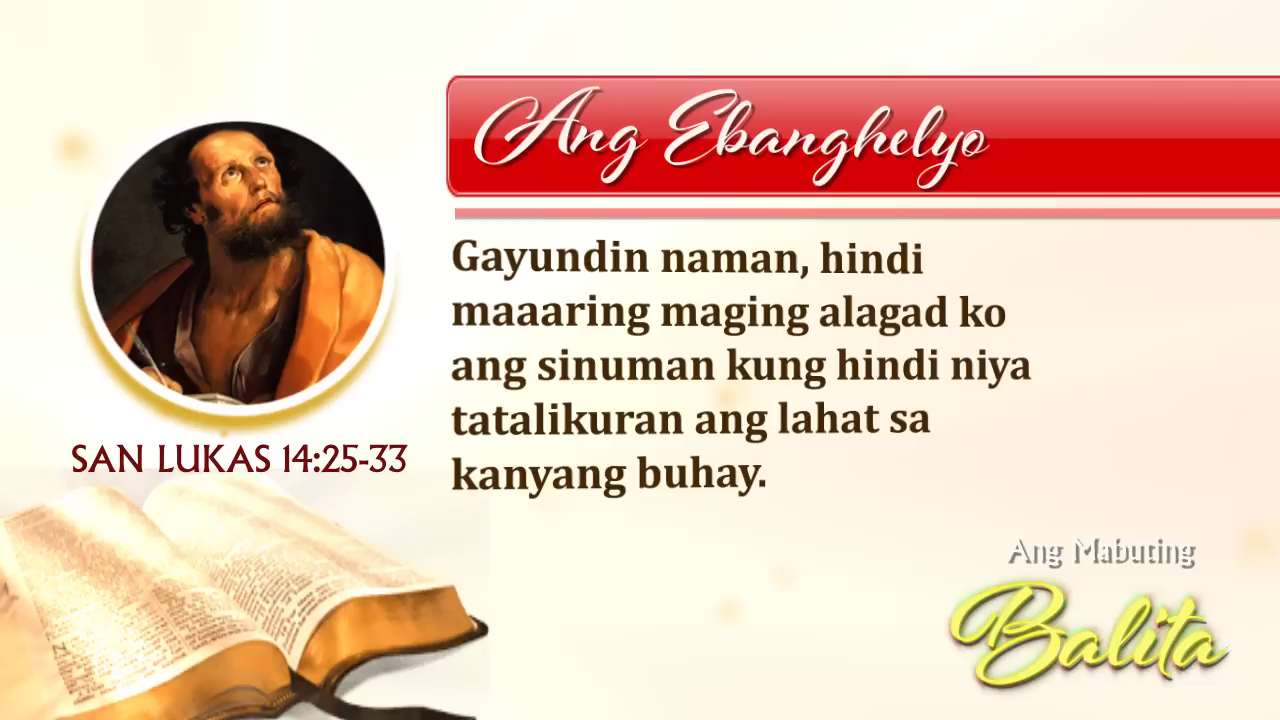 Ang Ebanghelyo
Gayundin naman, hindi
maaaring maging alagad ko
ang sinuman kung hindi niya
tatalikuran ang lahat sa
kanyang buhay.
SAN LUKAS 14:25-33
Ang Mabuting
Balita